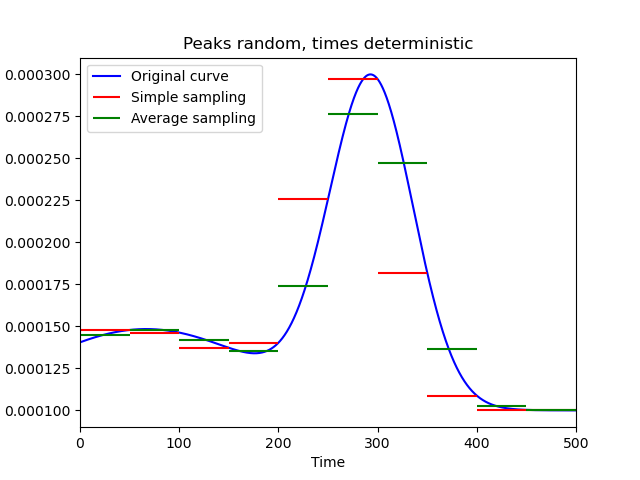 Peaks random, times deterministic
Original curve
Simple sampling
Average sampling
0.000300
0.000275
0.000250
0.000225
0.000200
0.000175
0.000150
0.000125
0.000100
0 100 200 300 400 500
Time